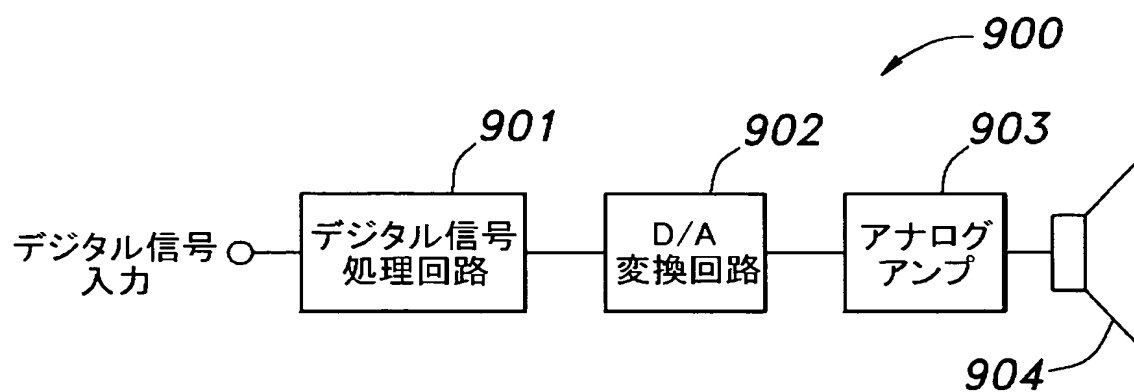 900
901
902
903
デジタル信号
入力
デジタル信号
処理回路
D/A
変換回路
アナログ
アンプ
904